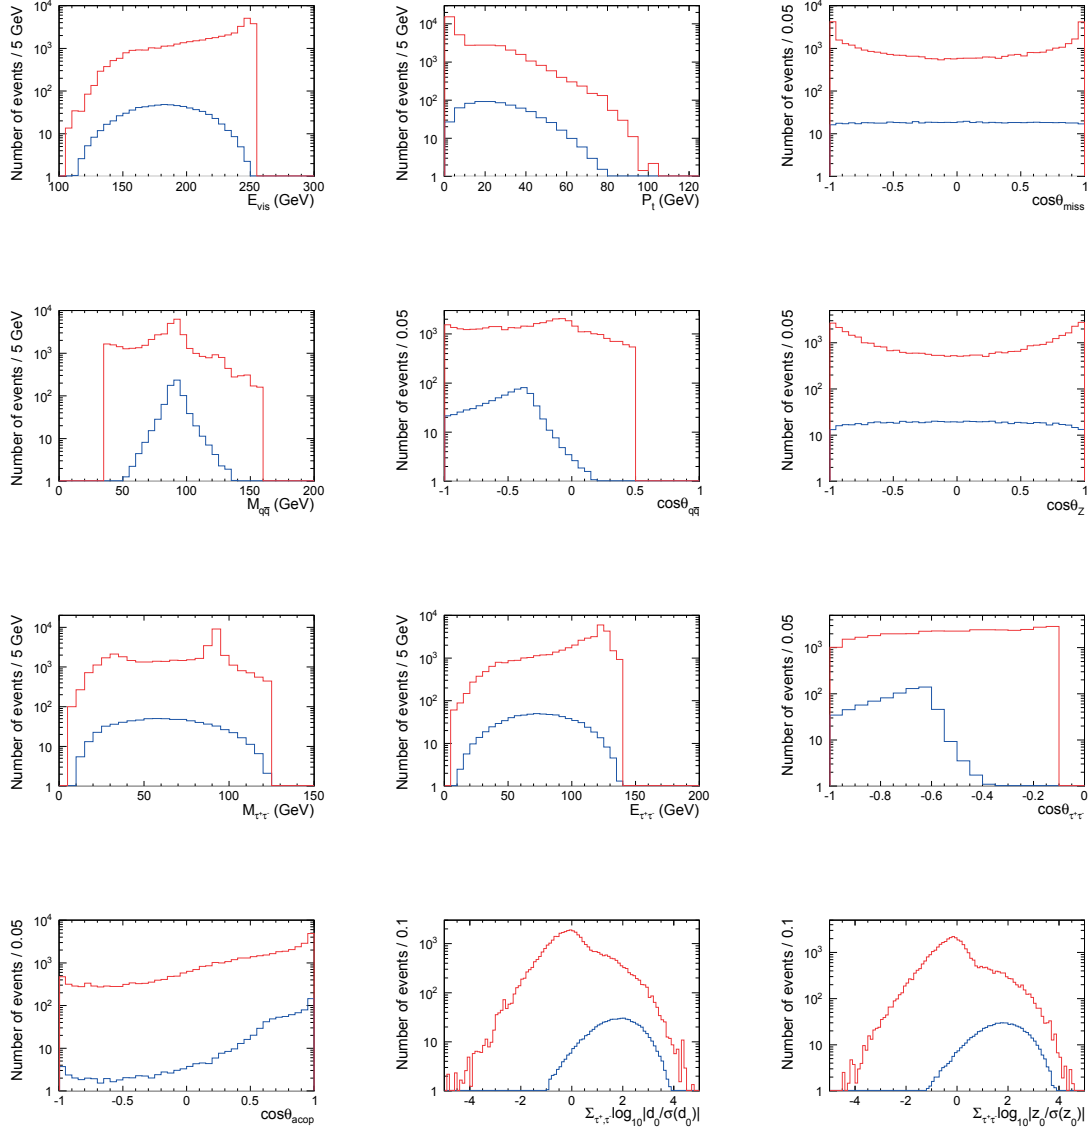 Number of events / 5 GeV
10⁴
10³
10²
10
1
100 150 200 250 300
E_vis (GeV)
Number of events / 5 GeV
10⁴
10³
10²
10
1
0 20 40 60 80 100 120
P_t (GeV)
Number of events / 0.05
10⁴
10³
10²
10
1
-1 -0.5 0 0.5 1
cosθ_miss
Number of events / 5 GeV
10⁴
10³
10²
10
1
0 50 100 150 200
M_qq̅ (GeV)
Number of events / 0.05
10³
10²
10
1
-1 -0.5 0 0.5 1
cosθ_qq̅
Number of events / 0.05
10³
10²
10
1
-1 -0.5 0 0.5 1
cosθ_Z
Number of events / 5 GeV
10⁴
10³
10²
10
1
0 50 100 150
M_τ⁺τ⁻ (GeV)
Number of events / 5 GeV
10⁴
10³
10²
10
1
0 50 100 150 200
E_τ⁺τ⁻ (GeV)
Number of events / 0.05
10³
10²
10
1
-1 -0.8 -0.6 -0.4 -0.2 0
cosθ_τ⁺τ⁻
Number of events / 0.05
10⁴
10³
10²
10
1
-1 -0.5 0 0.5 1
cosθ_acop
Number of events / 0.1
10³
10²
10
1
-4 -2 0 2 4
Σ_τ⁺,τ⁻ log₁₀|d₀/σ(d₀)|
Number of events / 0.1
10³
10²
10
1
-4 -2 0 2 4
Σ_τ⁺τ⁻ log₁₀|z₀/σ(z₀)|